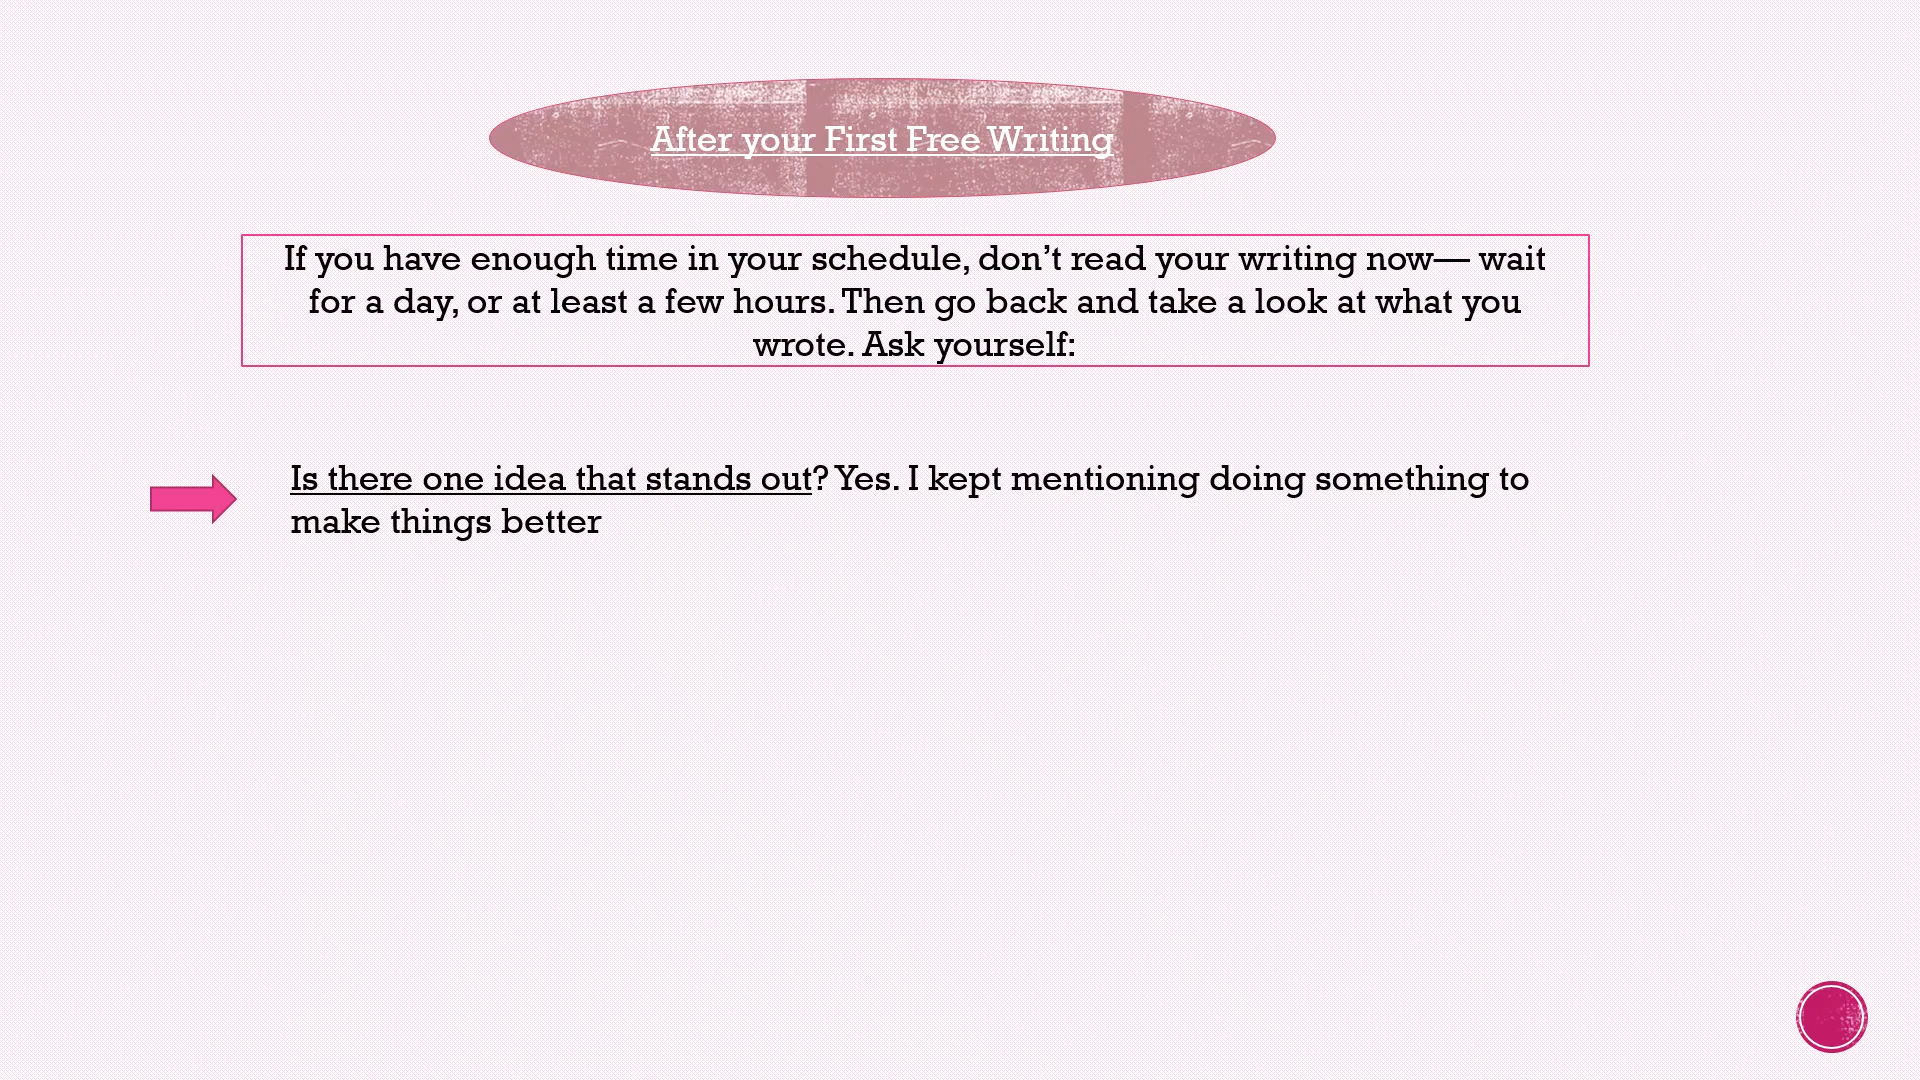 After your First Free Writing
If you have enough time in your schedule, don’t read your writing now— wait
for a day, or at least a few hours. Then go back and take a look at what you
wrote. Ask yourself:
Is there one idea that stands out? Yes. I kept mentioning doing something to
make things better